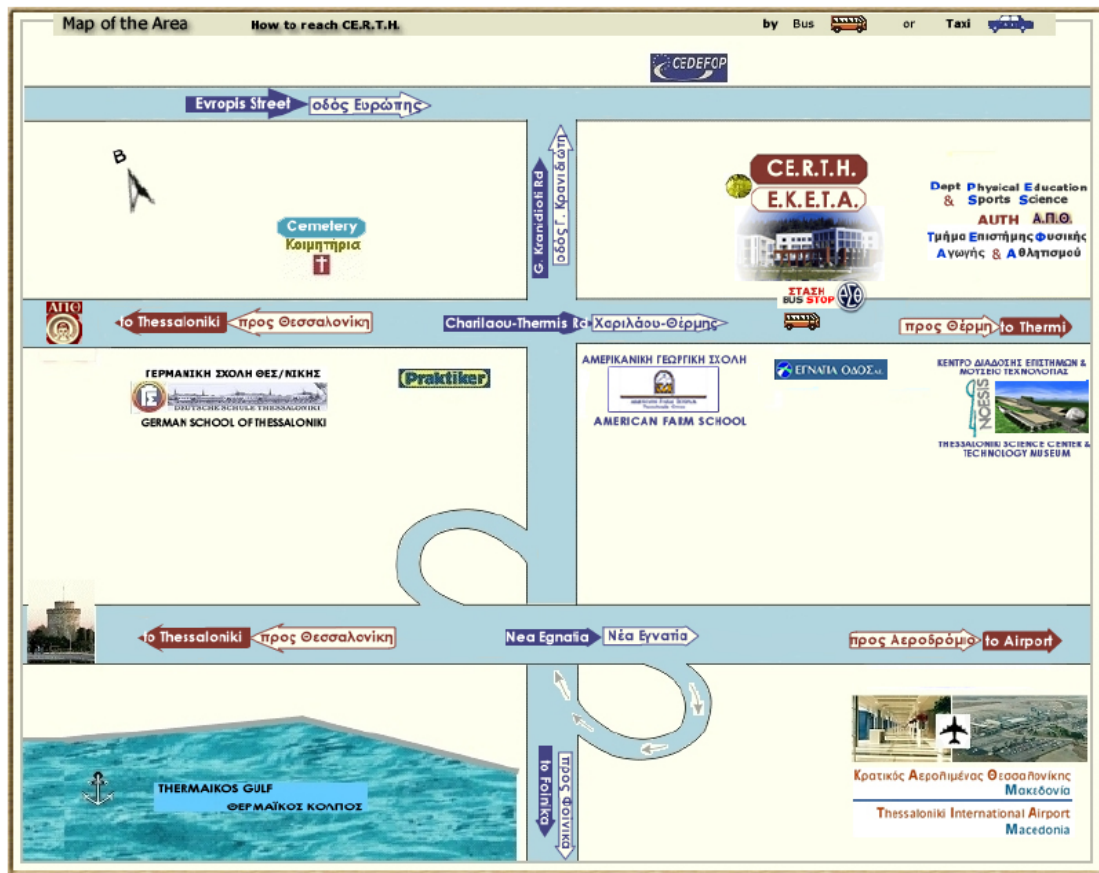 Map of the Area How to reach CE.R.T.H. by Bus or Taxi
CEDEFOP
Evropis Street οδός Ευρώπης
B
G. Kranidioti Rd
οδός Γ. Κρανιδιώτη
CE.R.T.H.
Ε.Κ.Ε.Τ.Α.
Dept Physical Education
& Sports Science
AUTH Α.Π.Θ.
Τμήμα Επιστήμης Φυσικής
Αγωγής & Αθλητισμού
Cemetery
Κοιμητήρια
ΣΤΑΣΗ
BUS STOP
ΑΠΘ
to Thessaloniki προς Θεσσαλονίκη
Charilaou-Thermis Rd Χαριλάου-Θέρμης
προς Θέρμη to Thermi
ΓΕΡΜΑΝΙΚΗ ΣΧΟΛΗ ΘΕΣ/ΝΙΚΗΣ
DEUTSCHE SCHULE THESSALONIKI
GERMAN SCHOOL OF THESSALONIKI
Praktiker
ΑΜΕΡΙΚΑΝΙΚΗ ΓΕΩΡΓΙΚΗ ΣΧΟΛΗ
AMERICAN FARM SCHOOL
ΕΓΝΑΤΙΑ ΟΔΟΣ Α.Ε.
ΚΕΝΤΡΟ ΔΙΑΔΟΣΗΣ ΕΠΙΣΤΗΜΩΝ &
ΜΟΥΣΕΙΟ ΤΕΧΝΟΛΟΓΙΑΣ
NOESIS
THESSALONIKI SCIENCE CENTER &
TECHNOLOGY MUSEUM
to Thessaloniki προς Θεσσαλονίκη
Nea Egnatia Νέα Εγνατία
προς Αεροδρόμιο to Airport
to Foinika
προς Φοίνικα
THERMAIKOS GULF
ΘΕΡΜΑΪΚΟΣ ΚΟΛΠΟΣ
Κρατικός Αερολιμένας Θεσσαλονίκης
Μακεδονία
Thessaloniki International Airport
Macedonia